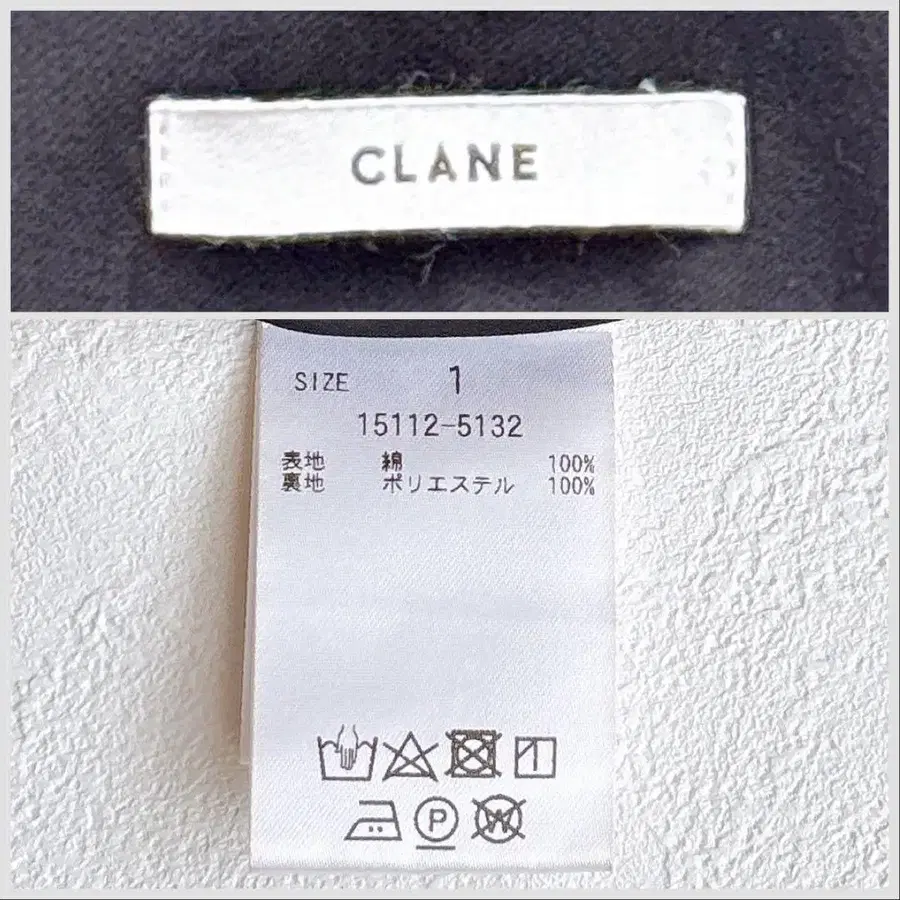 CLANE
SIZE 1
15112-5132
表地 綿 100%
裏地 ポリエステル 100%
P
W